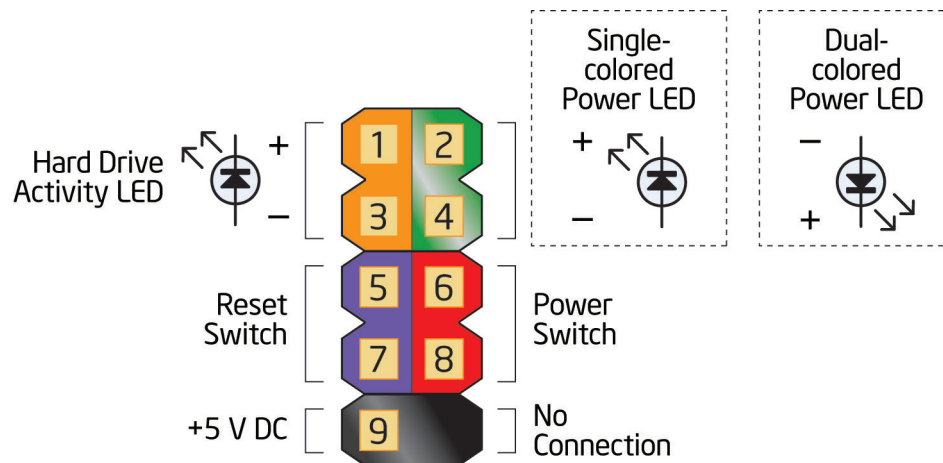 Single-
colored
Power LED
Dual-
colored
Power LED
Hard Drive
Activity LED
+
−
1
2
3
4
+
−
−
+
Reset
Switch
5
6
7
8
Power
Switch
+5 V DC
9
No
Connection